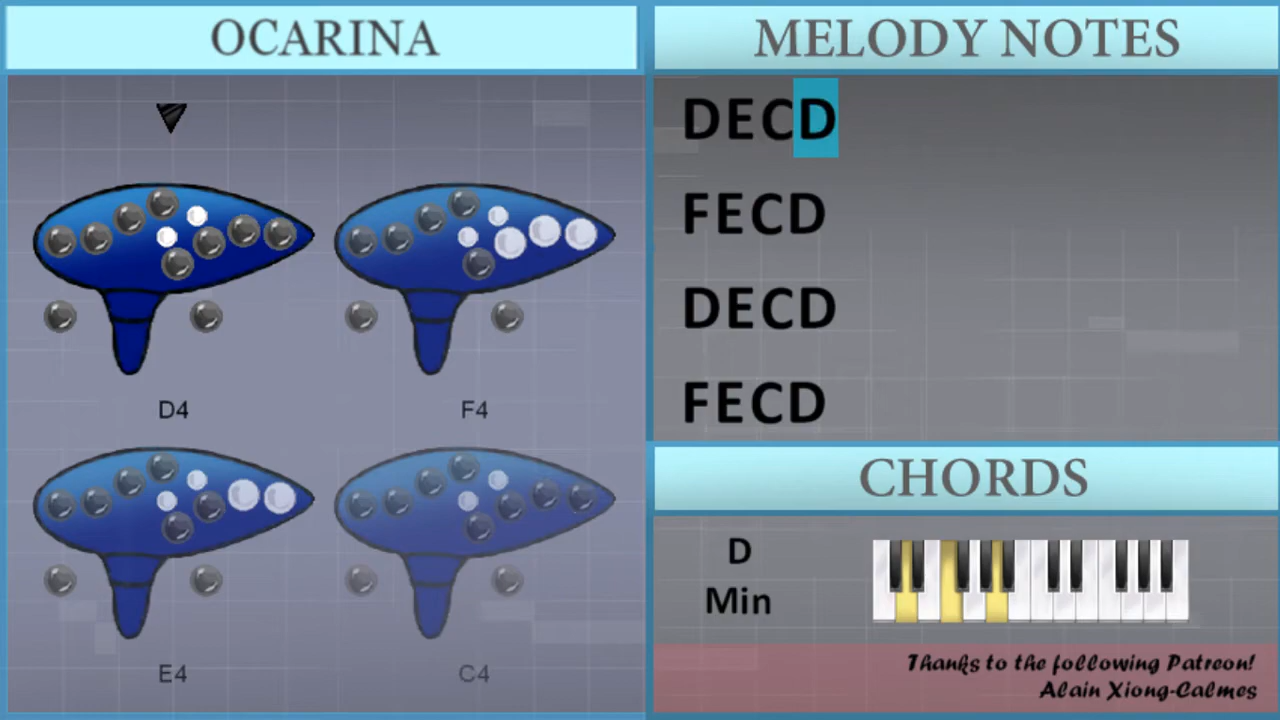 OCARINA
D4
F4
E4
C4
MELODY NOTES
DECD
FECD
DECD
FECD
CHORDS
D
Min
Thanks to the following Patreon!
Alain Xiong-Calmes